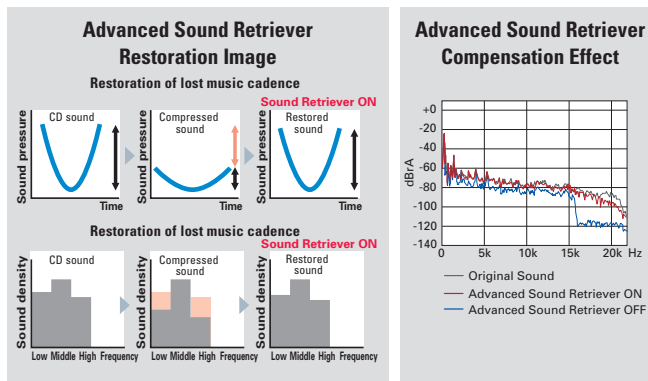 Advanced Sound Retriever
Restoration Image
Restoration of lost music cadence
Sound Retriever ON
Sound pressure
CD sound
Sound pressure
Compressed
sound
Sound pressure
Restored
sound
Time
Time
Restoration of lost music cadence
Sound Retriever ON
Sound density
CD sound
Sound density
Compressed
sound
Sound density
Restored
sound
Low Middle High Frequency
Low Middle High Frequency
Low Middle High Frequency
Advanced Sound Retriever
Compensation Effect
dBrA
+0
-20
-40
-60
-80
-100
-120
-140
0 5k 10k 15k 20k Hz
Original Sound
Advanced Sound Retriever ON
Advanced Sound Retriever OFF